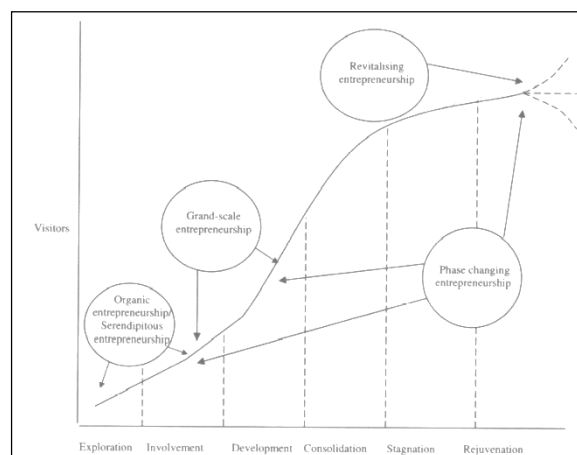 Revitalising
entrepreneurship
Grand-scale
entrepreneurship
Visitors
Phase changing
entrepreneurship
Organic
entrepreneurship/
Serendipitous
entrepreneurship
Exploration Involvement Development Consolidation Stagnation Rejuvenation